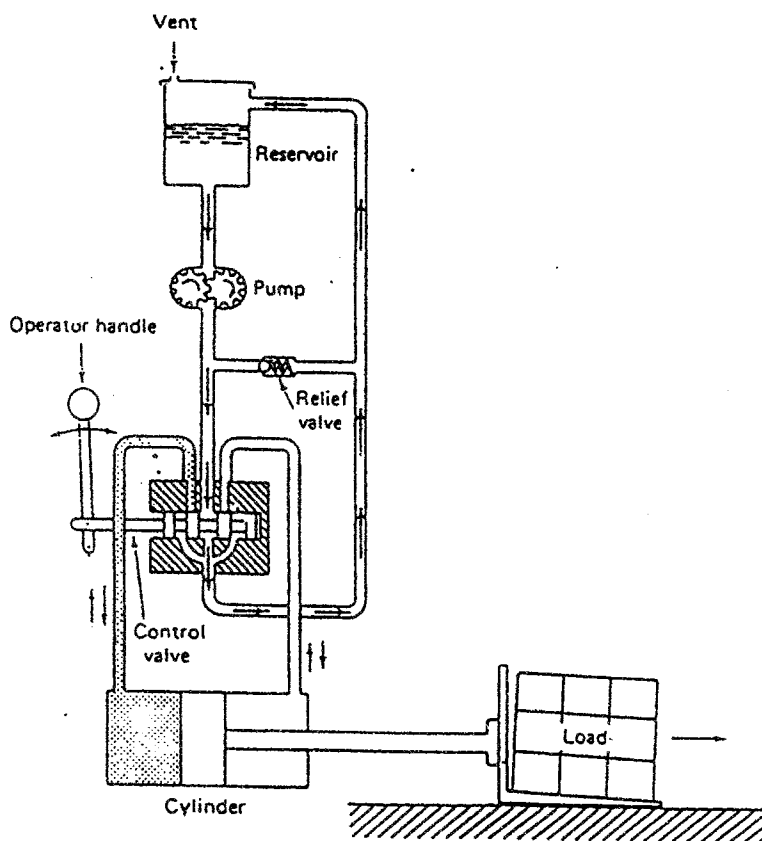 Vent
Reservoir
Pump
Operator handle
Relief
valve
Control
valve
Load
Cylinder